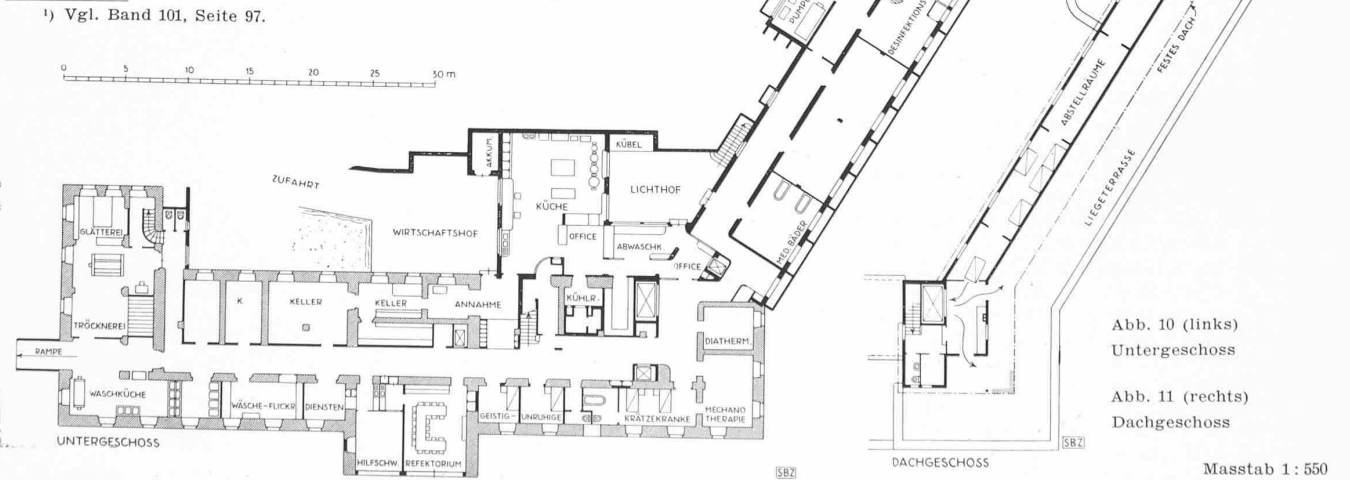 ¹) Vgl. Band 101, Seite 97.
0 5 10 15 20 25 30 m
PUMPE
DESINFEKTIONS
FESTES DACH
ABSTELLRÄUME
LIEGETERRASSE
AKKUM.
KÜBEL
ZUFAHRT
LICHTHOF
KÜCHE
WIRTSCHAFTSHOF
GLÄTTEREI
OFFICE
ABWASCHK.
OFFICE
MED. BÄDER
K.
KELLER
KELLER
ANNAHME
KÜHLR.
TRÖCKNEREI
DIATHERM.
RAMPE
WASCHKÜCHE
WÄSCHE-FLICKR
DIENSTEN
GEISTIG-
UNRUHIGE
KRÄTZEKRANKE
MECHANO
THERAPIE
UNTERGESCHOSS
HILFSCHW.
REFEKTORIUM
SBZ
DACHGESCHOSS
SBZ
Abb. 10 (links)
Untergeschoss
Abb. 11 (rechts)
Dachgeschoss
Masstab 1 : 550